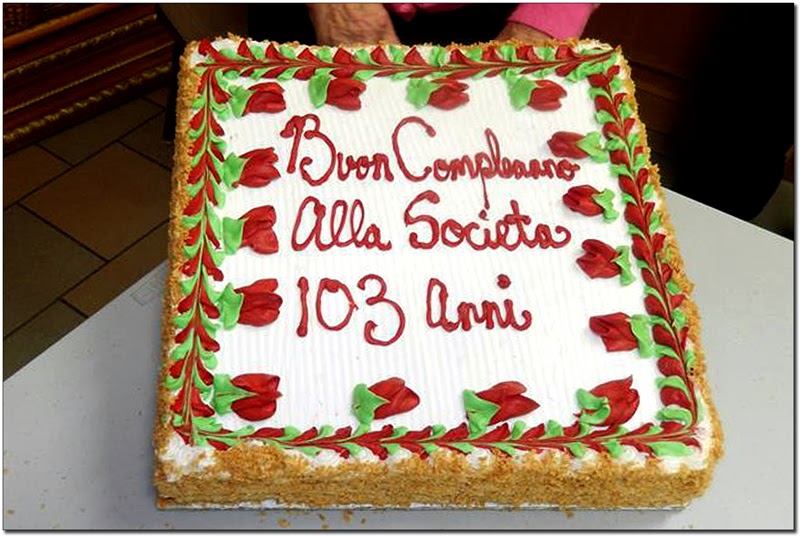 Buon Compleanno
Alla Societa
103 Anni